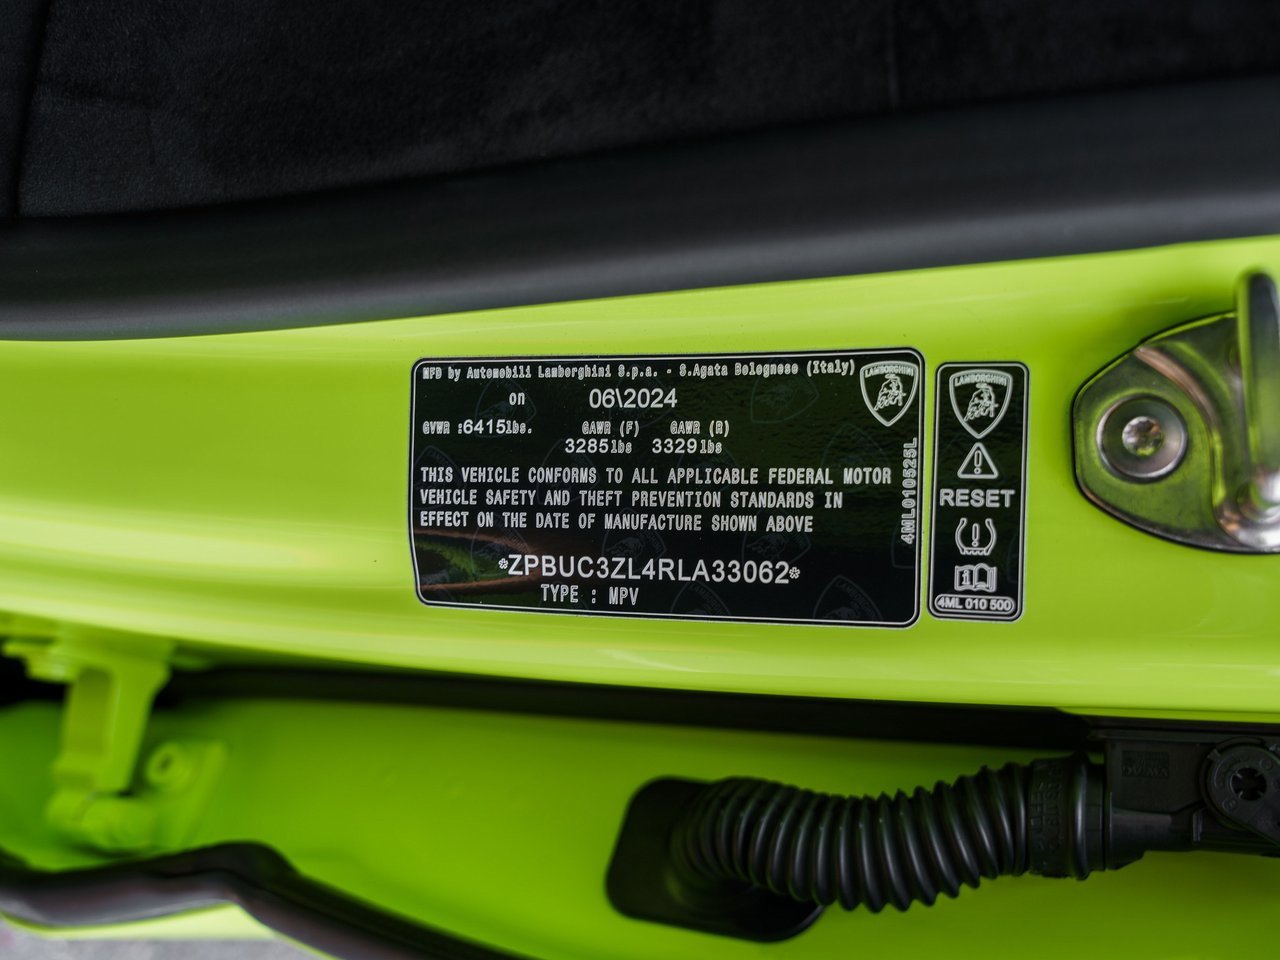 MFD by Automobili Lamborghini S.p.a. - S.Agata Bolognese (Italy)
on 06\2024
GVWR :6415lbs. GAWR (F) GAWR (R)
3285lbs 3329lbs
THIS VEHICLE CONFORMS TO ALL APPLICABLE FEDERAL MOTOR
VEHICLE SAFETY AND THEFT PREVENTION STANDARDS IN
EFFECT ON THE DATE OF MANUFACTURE SHOWN ABOVE
*ZPBUC3ZL4RLA33062*
TYPE : MPV
4ML010525L
LAMBORGHINI
LAMBORGHINI
RESET
4ML 010 500